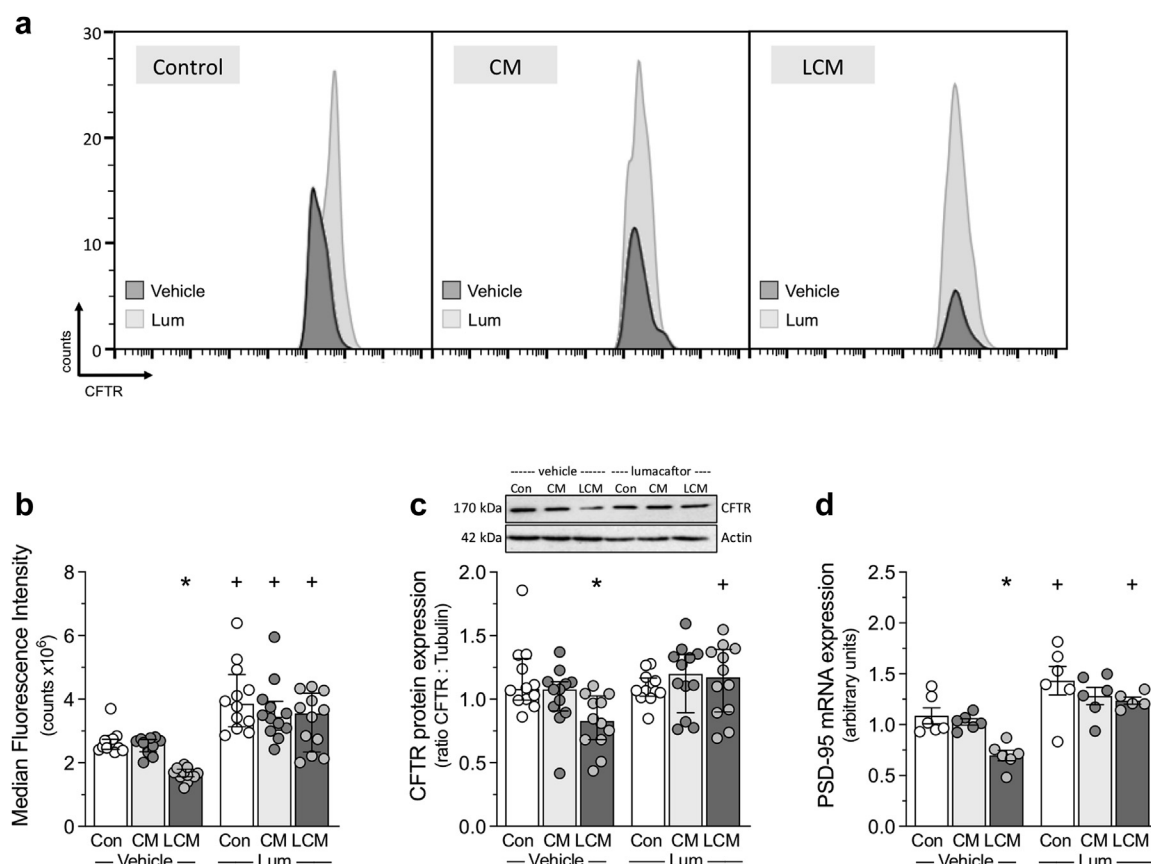 a
30
20
10
0
counts
CFTR
Control
Vehicle
Lum
CM
Vehicle
Lum
LCM
Vehicle
Lum
b
Median Fluorescence Intensity
(counts x10⁶)
8
6
4
2
0
* + + +
Con CM LCM Con CM LCM
Vehicle Lum
c
------ vehicle ------ ---- lumacaftor ----
Con CM LCM Con CM LCM
170 kDa CFTR
42 kDa Actin
CFTR protein expression
(ratio CFTR : Tubulin)
2.0
1.5
1.0
0.5
0.0
* +
Con CM LCM Con CM LCM
Vehicle Lum
d
PSD-95 mRNA expression
(arbitrary units)
2.5
2.0
1.5
1.0
0.5
0.0
* + +
Con CM LCM Con CM LCM
Vehicle Lum